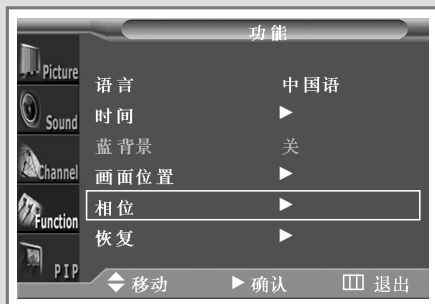 功能
Picture
Sound
Channel
Function
PIP
语言 中国语
时间 ▶
蓝背景 关
画面位置 ▶
相位 ▶
恢复 ▶
移动 ▶ 确认 退出